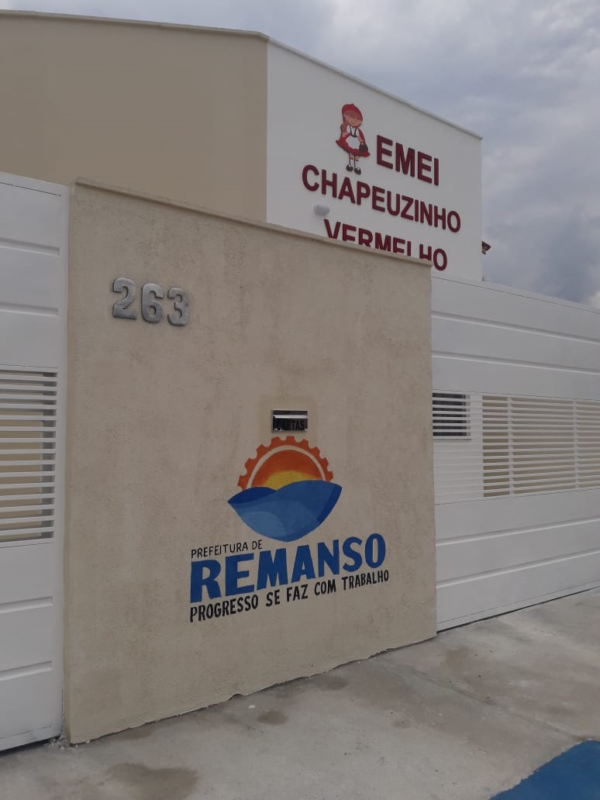 EMEI
CHAPEUZINHO
VERMELHO
263
PREFEITURA DE
REMANSO
PROGRESSO SE FAZ COM TRABALHO